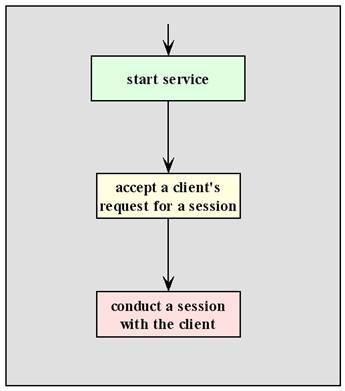 start service
accept a client's
request for a session
conduct a session
with the client